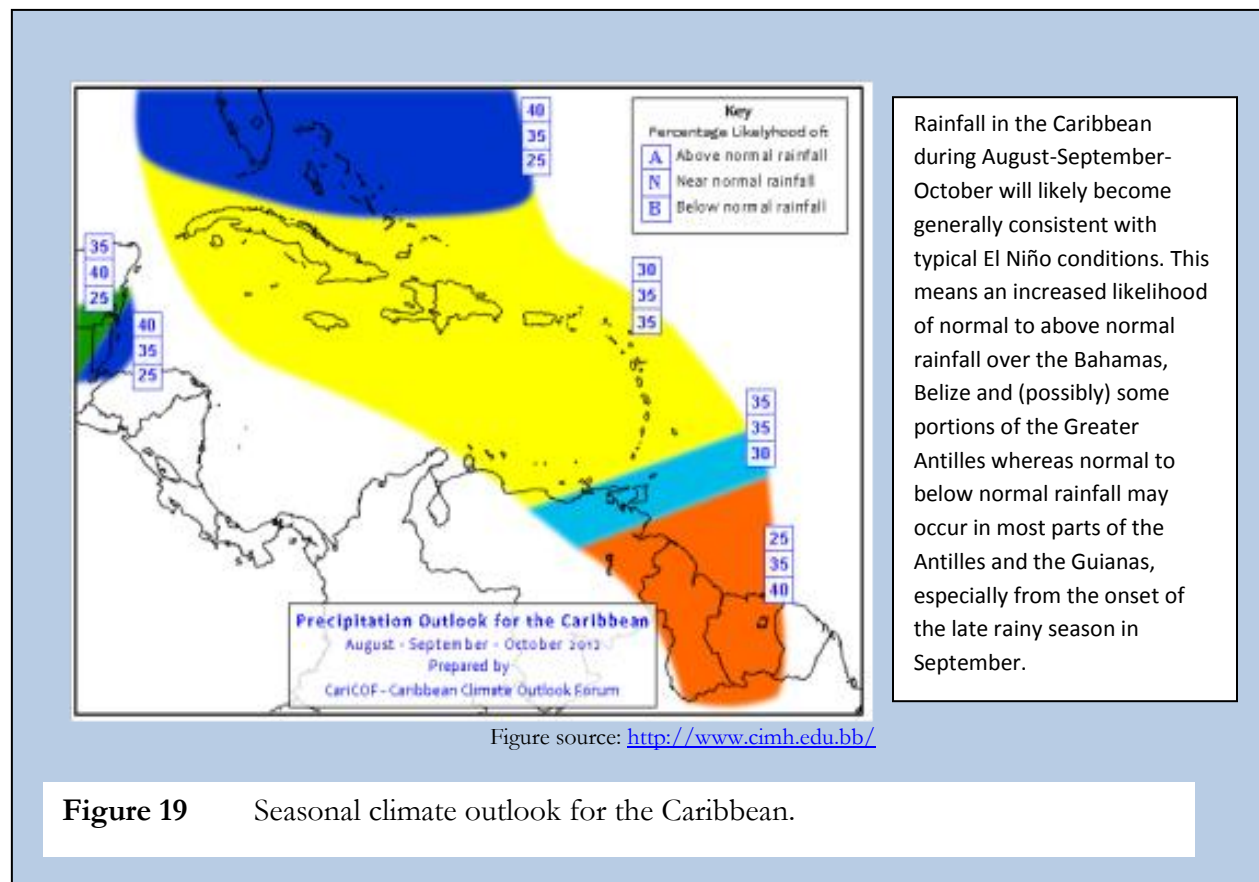 40
35
25
Key
Percentage Likelyhood of:
A Above normal rainfall
N Near normal rainfall
B Below normal rainfall
35
40
25
40
35
25
30
35
35
35
35
30
25
35
40
Precipitation Outlook for the Caribbean
August - September - October 2012
Prepared by
CariCOF - Caribbean Climate Outlook Forum
Rainfall in the Caribbean
during August-September-
October will likely become
generally consistent with
typical El Niño conditions. This
means an increased likelihood
of normal to above normal
rainfall over the Bahamas,
Belize and (possibly) some
portions of the Greater
Antilles whereas normal to
below normal rainfall may
occur in most parts of the
Antilles and the Guianas,
especially from the onset of
the late rainy season in
September.
Figure source: http://www.cimh.edu.bb/
Figure 19 Seasonal climate outlook for the Caribbean.